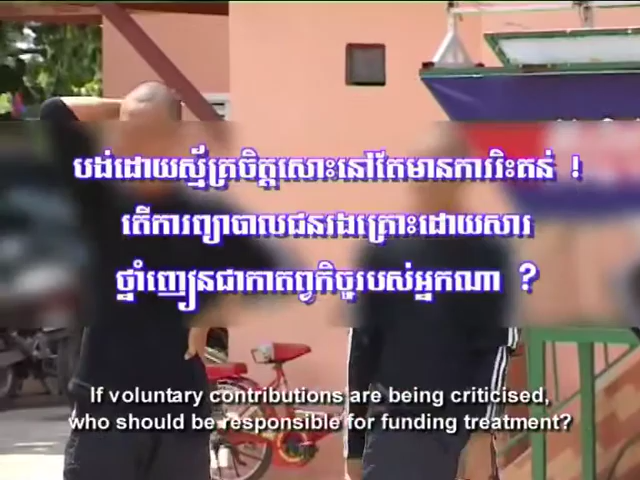 បង់ដោយស្ម័គ្រចិត្តសោះនៅតែមានការរិះគន់ !
តើការព្យាបាលជនរងគ្រោះដោយសារ
ថ្នាំញៀនជាកាតព្វកិច្ចរបស់អ្នកណា ?
If voluntary contributions are being criticised,
who should be responsible for funding treatment?